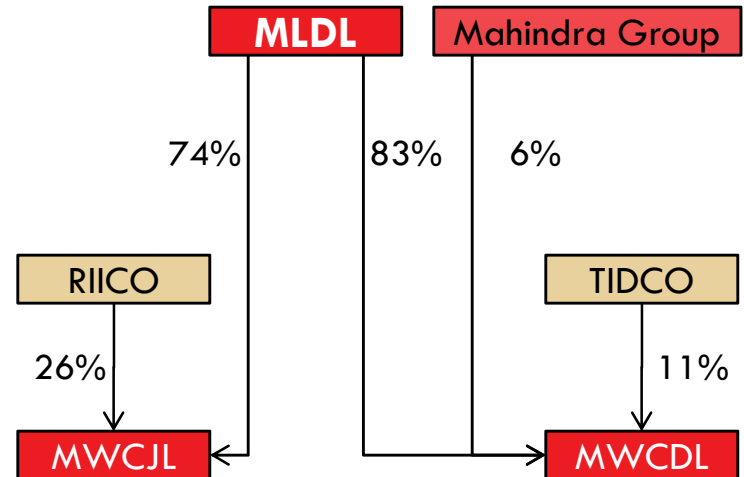 MLDL
Mahindra Group
74%
83%
6%
RIICO
TIDCO
26%
11%
MWCJL
MWCDL